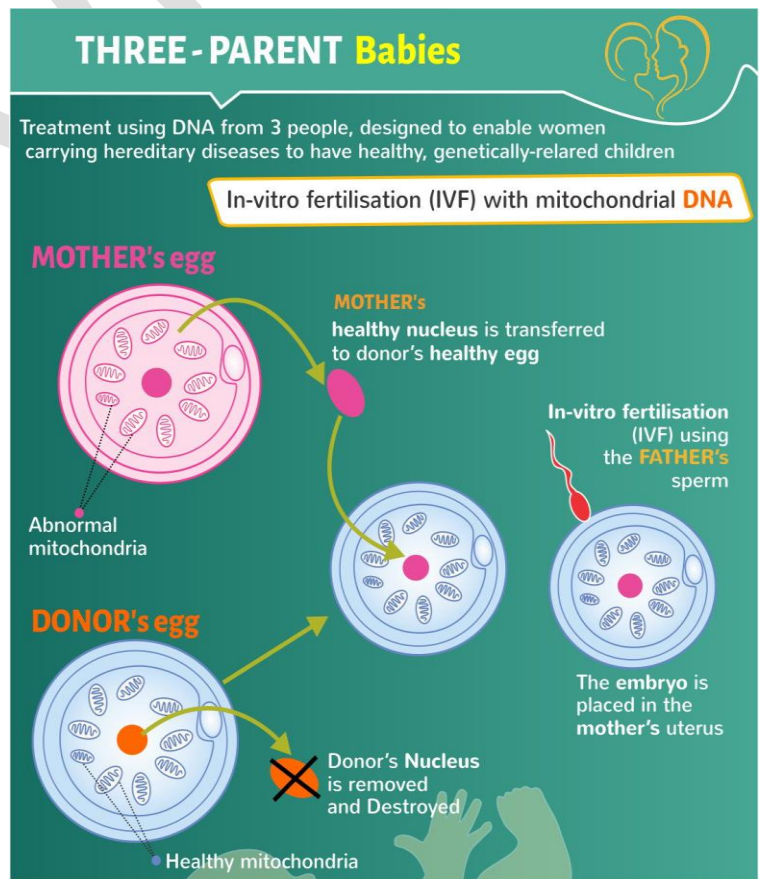 THREE-PARENT Babies
Treatment using DNA from 3 people, designed to enable women
carrying hereditary diseases to have healthy, genetically-relared children
In-vitro fertilisation (IVF) with mitochondrial DNA
MOTHER's egg
MOTHER's
healthy nucleus is transferred
to donor's healthy egg
In-vitro fertilisation
(IVF) using
the FATHER's
sperm
Abnormal
mitochondria
DONOR's egg
The embryo is
placed in the
mother's uterus
Donor's Nucleus
is removed
and Destroyed
Healthy mitochondria